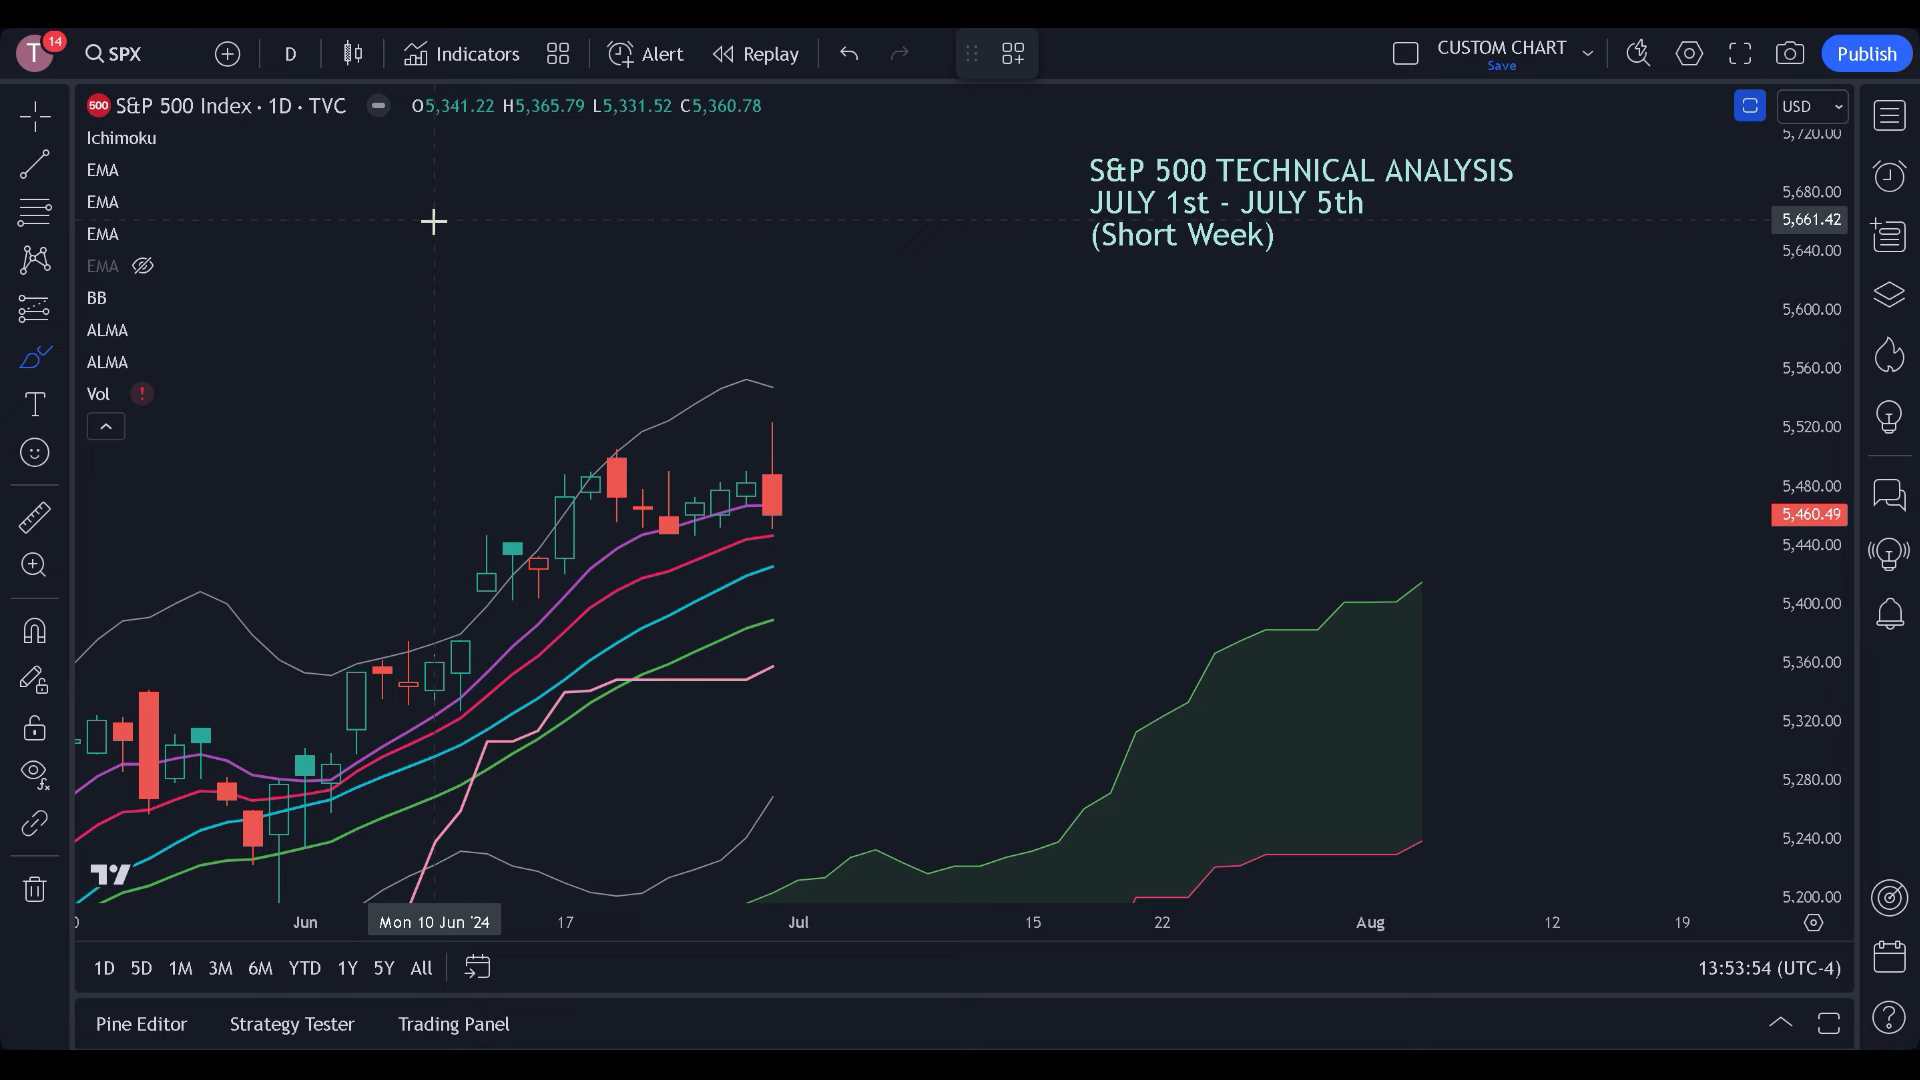 T 14 SPX D Indicators Alert Replay CUSTOM CHART Publish
Save
500 S&P 500 Index · 1D · TVC O5,341.22 H5,365.79 L5,331.52 C5,360.78 USD
Ichimoku
EMA
EMA
EMA
EMA
BB
ALMA
ALMA
Vol !
S&P 500 TECHNICAL ANALYSIS
JULY 1st - JULY 5th
(Short Week)
5,720.00
5,680.00
5,661.42
5,640.00
5,600.00
5,560.00
5,520.00
5,480.00
5,460.49
5,440.00
5,400.00
5,360.00
5,320.00
5,280.00
5,240.00
5,200.00
Jun Mon 10 Jun '24 17 Jul 15 22 Aug 12 19
1D 5D 1M 3M 6M YTD 1Y 5Y All 13:53:54 (UTC-4)
Pine Editor Strategy Tester Trading Panel